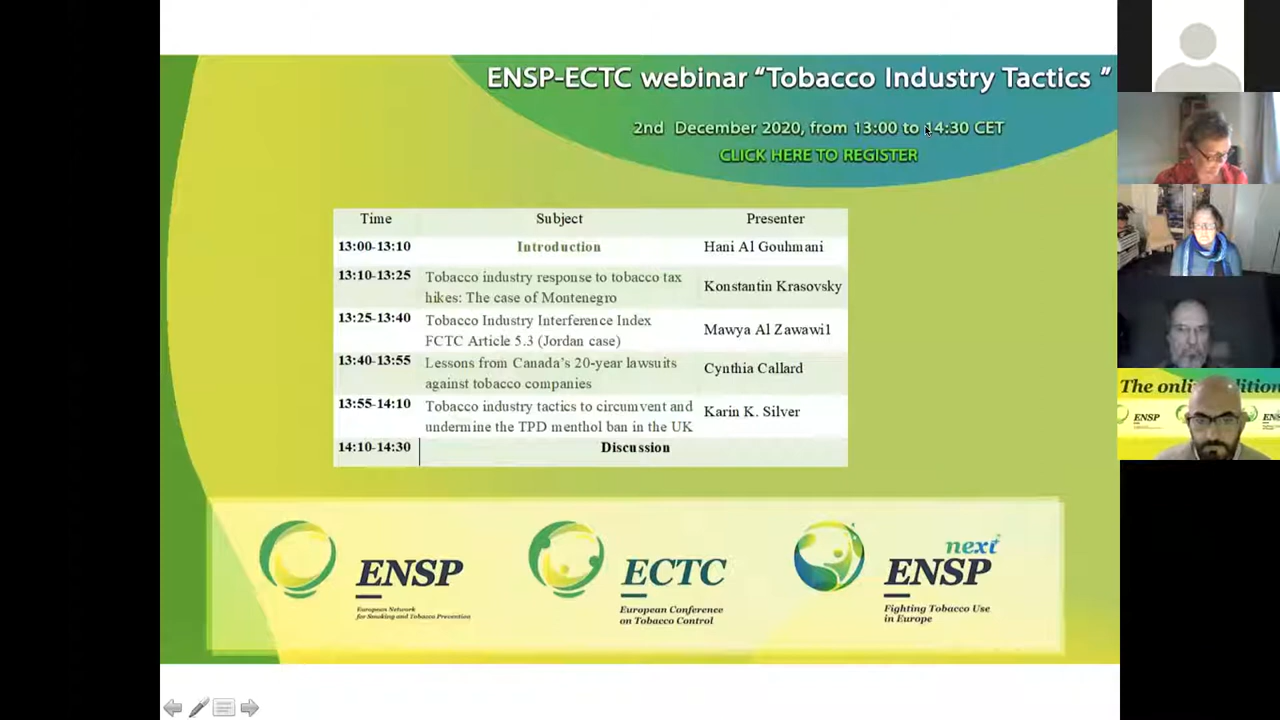 ENSP-ECTC webinar “Tobacco Industry Tactics ”
2nd December 2020, from 13:00 to 14:30 CET
CLICK HERE TO REGISTER
Time Subject Presenter
13:00-13:10 Introduction Hani Al Gouhmani
13:10-13:25 Tobacco industry response to tobacco tax
hikes: The case of Montenegro Konstantin Krasovsky
13:25-13:40 Tobacco Industry Interference Index
FCTC Article 5.3 (Jordan case) Mawya Al Zawawi1
13:40-13:55 Lessons from Canada’s 20-year lawsuits
against tobacco companies Cynthia Callard
13:55-14:10 Tobacco industry tactics to circumvent and
undermine the TPD menthol ban in the UK Karin K. Silver
14:10-14:30 Discussion
ENSP
European Network
for Smoking and Tobacco Prevention
ECTC
European Conference
on Tobacco Control
next
ENSP
Fighting Tobacco Use
in Europe
The onli dition
ENSP